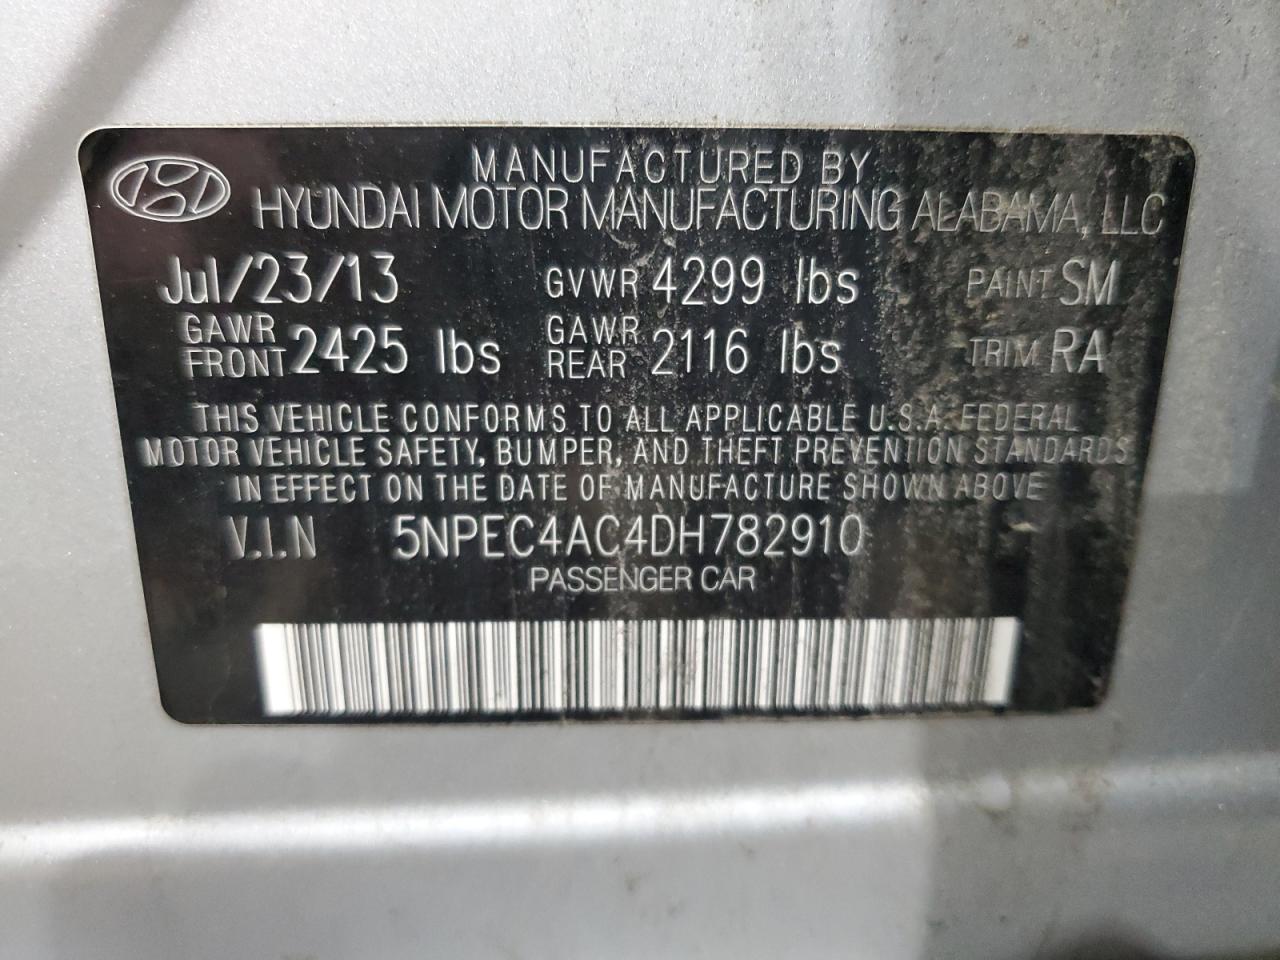 MANUFACTURED BY
HYUNDAI MOTOR MANUFACTURING ALABAMA, LLC
Jul/23/13 GVWR 4299 lbs PAINT SM
GAWR FRONT 2425 lbs GAWR REAR 2116 lbs TRIM RA
THIS VEHICLE CONFORMS TO ALL APPLICABLE U.S.A. FEDERAL
MOTOR VEHICLE SAFETY, BUMPER, AND THEFT PREVENTION STANDARDS
IN EFFECT ON THE DATE OF MANUFACTURE SHOWN ABOVE
V.I.N 5NPEC4AC4DH782910
PASSENGER CAR